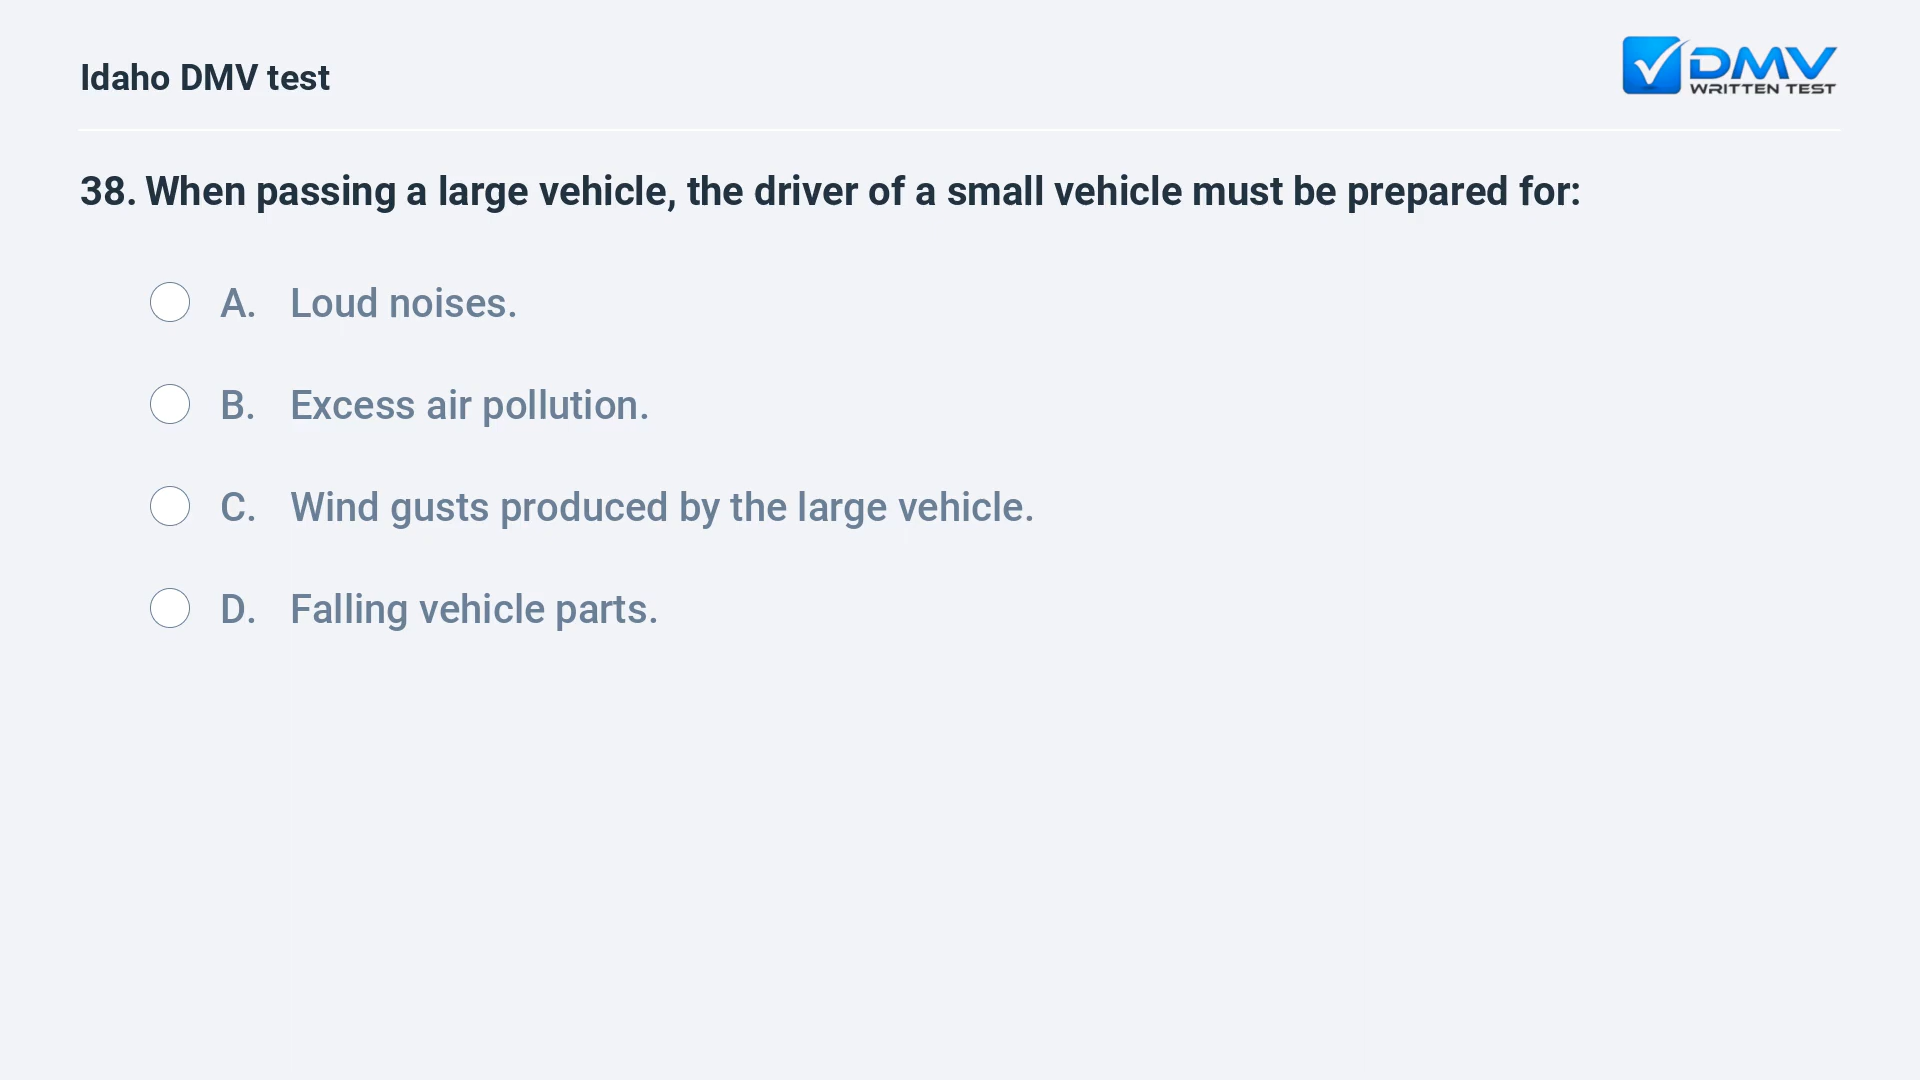 Idaho DMV test
DMV
WRITTEN TEST
38. When passing a large vehicle, the driver of a small vehicle must be prepared for:
A. Loud noises.
B. Excess air pollution.
C. Wind gusts produced by the large vehicle.
D. Falling vehicle parts.